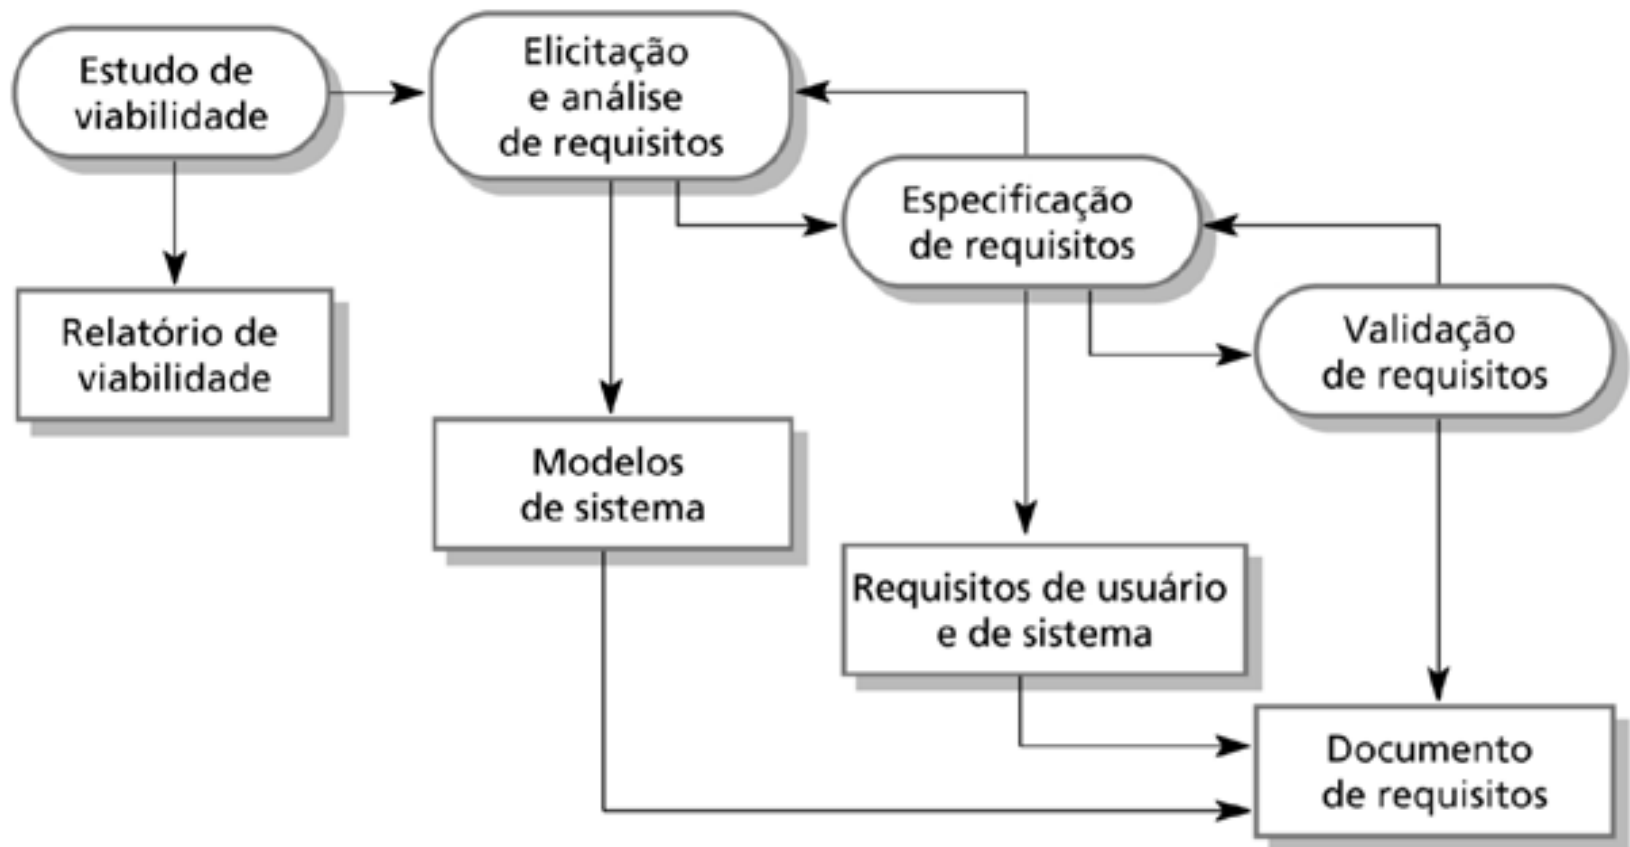 Estudo de
viabilidade
Elicitação
e análise
de requisitos
Especificação
de requisitos
Validação
de requisitos
Relatório de
viabilidade
Modelos
de sistema
Requisitos de usuário
e de sistema
Documento
de requisitos